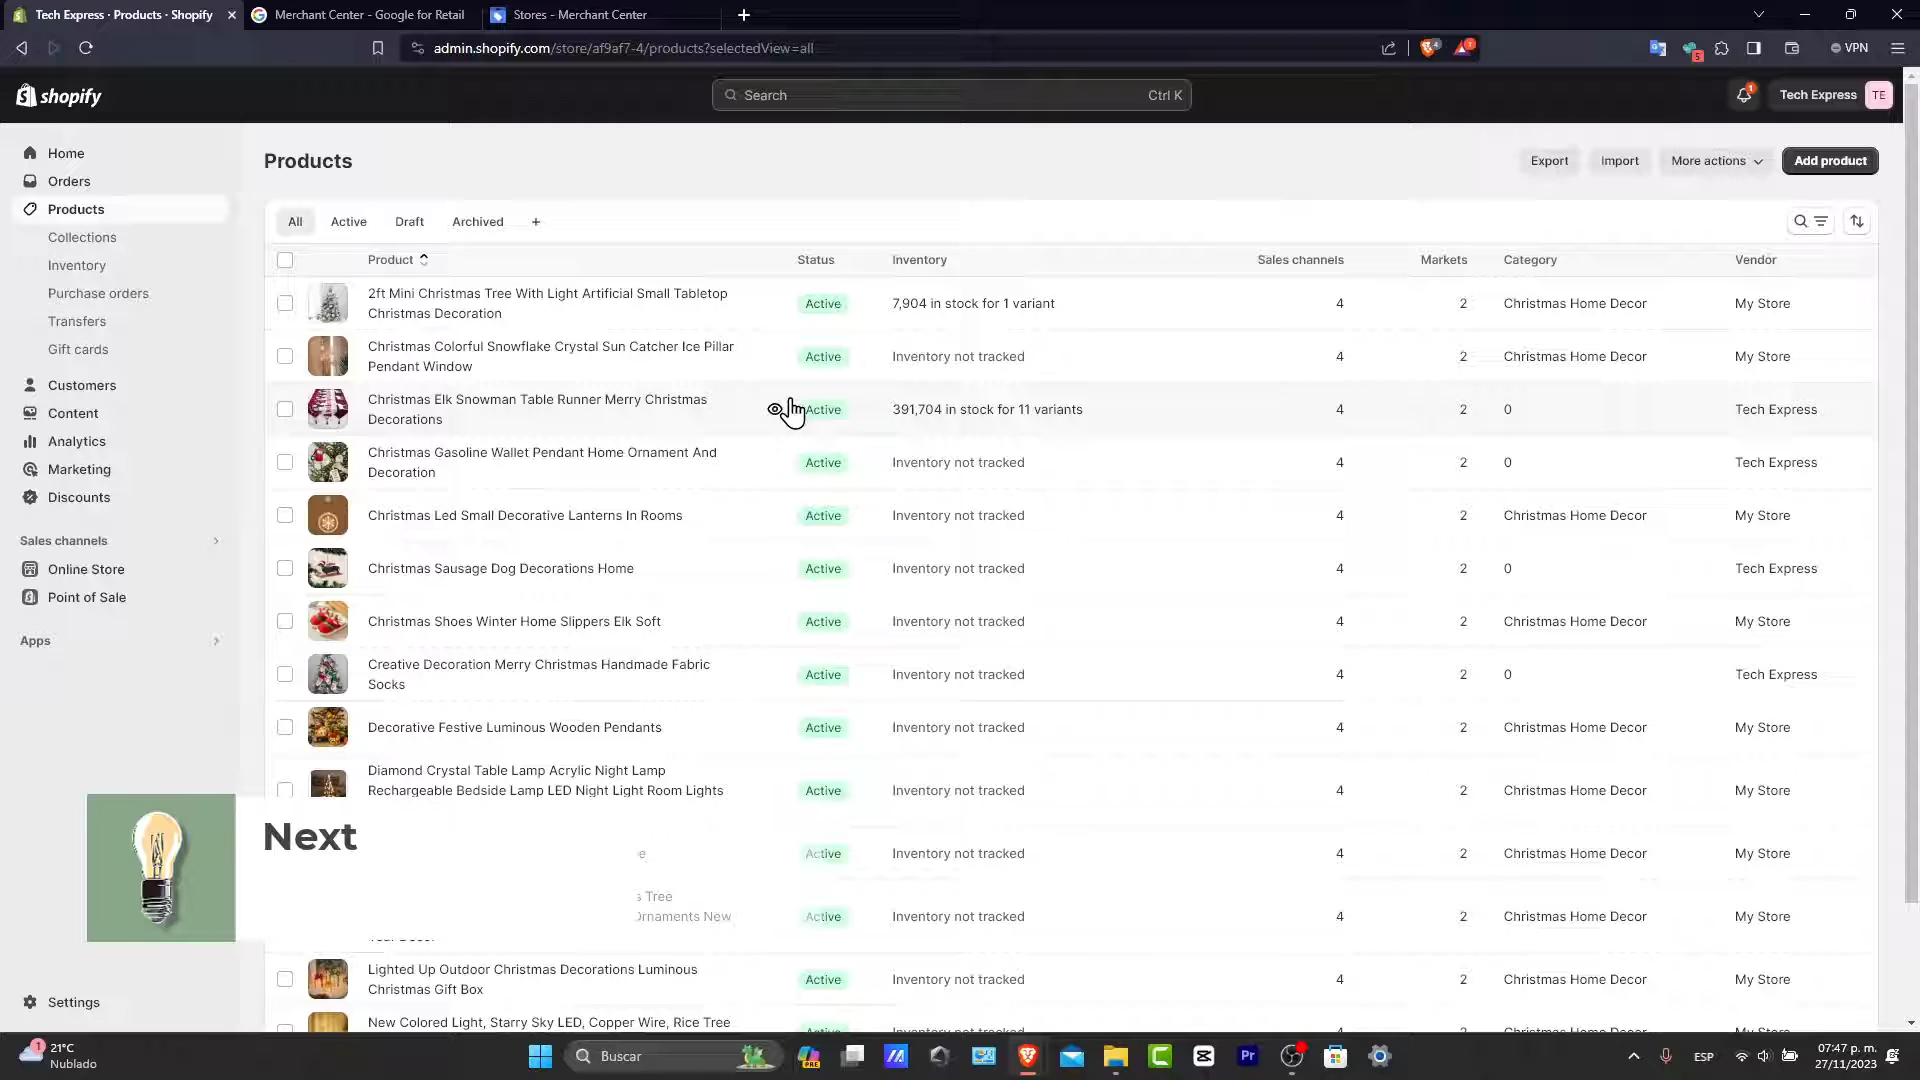 Tech Express · Products · Shopify
Merchant Center - Google for Retail
Stores - Merchant Center
admin.shopify.com/store/af9af7-4/products?selectedView=all
VPN
shopify
Search
Ctrl K
Tech Express
TE
Home
Orders
Products
Collections
Inventory
Purchase orders
Transfers
Gift cards
Customers
Content
Analytics
Marketing
Discounts
Sales channels
Online Store
Point of Sale
Apps
Settings
Products
Export
Import
More actions
Add product
All
Active
Draft
Archived
+
Product
Status
Inventory
Sales channels
Markets
Category
Vendor
2ft Mini Christmas Tree With Light Artificial Small Tabletop
Christmas Decoration
Active
7,904 in stock for 1 variant
4
2
Christmas Home Decor
My Store
Christmas Colorful Snowflake Crystal Sun Catcher Ice Pillar
Pendant Window
Active
Inventory not tracked
4
2
Christmas Home Decor
My Store
Christmas Elk Snowman Table Runner Merry Christmas
Decorations
Active
391,704 in stock for 11 variants
4
2
0
Tech Express
Christmas Gasoline Wallet Pendant Home Ornament And
Decoration
Active
Inventory not tracked
4
2
0
Tech Express
Christmas Led Small Decorative Lanterns In Rooms
Active
Inventory not tracked
4
2
Christmas Home Decor
My Store
Christmas Sausage Dog Decorations Home
Active
Inventory not tracked
4
2
0
Tech Express
Christmas Shoes Winter Home Slippers Elk Soft
Active
Inventory not tracked
4
2
Christmas Home Decor
My Store
Creative Decoration Merry Christmas Handmade Fabric
Socks
Active
Inventory not tracked
4
2
0
Tech Express
Decorative Festive Luminous Wooden Pendants
Active
Inventory not tracked
4
2
Christmas Home Decor
My Store
Diamond Crystal Table Lamp Acrylic Night Lamp
Rechargeable Bedside Lamp LED Night Light Room Lights
Active
Inventory not tracked
4
2
Christmas Home Decor
My Store
Next
e
Active
Inventory not tracked
4
2
Christmas Home Decor
My Store
s Tree
Ornaments New
Active
Inventory not tracked
4
2
Christmas Home Decor
My Store
Lighted Up Outdoor Christmas Decorations Luminous
Christmas Gift Box
Active
Inventory not tracked
4
2
Christmas Home Decor
My Store
New Colored Light, Starry Sky LED, Copper Wire, Rice Tree
21°C
Nublado
Buscar
ESP
07:47 p. m.
27/11/2023